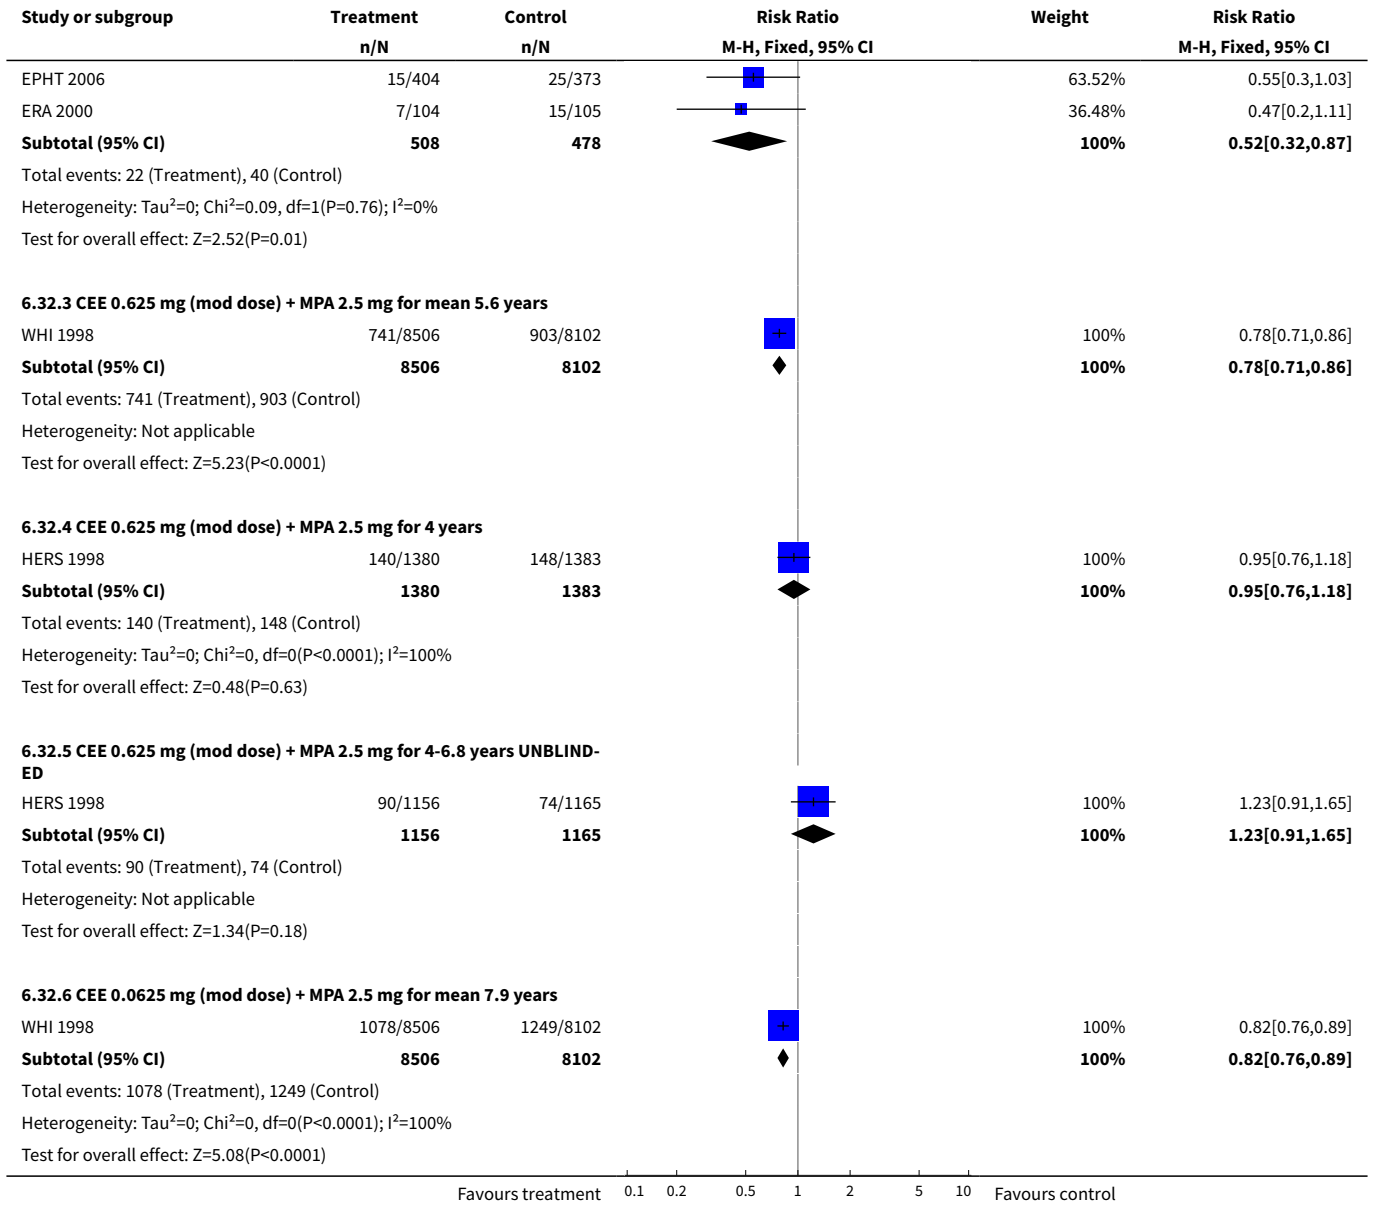 Study or subgroup Treatment Control Risk Ratio Weight Risk Ratio
n/N n/N M-H, Fixed, 95% CI M-H, Fixed, 95% CI
EPHT 2006 15/404 25/373 63.52% 0.55[0.3,1.03]
ERA 2000 7/104 15/105 36.48% 0.47[0.2,1.11]
Subtotal (95% CI) 508 478 100% 0.52[0.32,0.87]
Total events: 22 (Treatment), 40 (Control)
Heterogeneity: Tau²=0; Chi²=0.09, df=1(P=0.76); I²=0%
Test for overall effect: Z=2.52(P=0.01)
6.32.3 CEE 0.625 mg (mod dose) + MPA 2.5 mg for mean 5.6 years
WHI 1998 741/8506 903/8102 100% 0.78[0.71,0.86]
Subtotal (95% CI) 8506 8102 100% 0.78[0.71,0.86]
Total events: 741 (Treatment), 903 (Control)
Heterogeneity: Not applicable
Test for overall effect: Z=5.23(P<0.0001)
6.32.4 CEE 0.625 mg (mod dose) + MPA 2.5 mg for 4 years
HERS 1998 140/1380 148/1383 100% 0.95[0.76,1.18]
Subtotal (95% CI) 1380 1383 100% 0.95[0.76,1.18]
Total events: 140 (Treatment), 148 (Control)
Heterogeneity: Tau²=0; Chi²=0, df=0(P<0.0001); I²=100%
Test for overall effect: Z=0.48(P=0.63)
6.32.5 CEE 0.625 mg (mod dose) + MPA 2.5 mg for 4-6.8 years UNBLIND-
ED
HERS 1998 90/1156 74/1165 100% 1.23[0.91,1.65]
Subtotal (95% CI) 1156 1165 100% 1.23[0.91,1.65]
Total events: 90 (Treatment), 74 (Control)
Heterogeneity: Not applicable
Test for overall effect: Z=1.34(P=0.18)
6.32.6 CEE 0.0625 mg (mod dose) + MPA 2.5 mg for mean 7.9 years
WHI 1998 1078/8506 1249/8102 100% 0.82[0.76,0.89]
Subtotal (95% CI) 8506 8102 100% 0.82[0.76,0.89]
Total events: 1078 (Treatment), 1249 (Control)
Heterogeneity: Tau²=0; Chi²=0, df=0(P<0.0001); I²=100%
Test for overall effect: Z=5.08(P<0.0001)
Favours treatment 0.1 0.2 0.5 1 2 5 10 Favours control